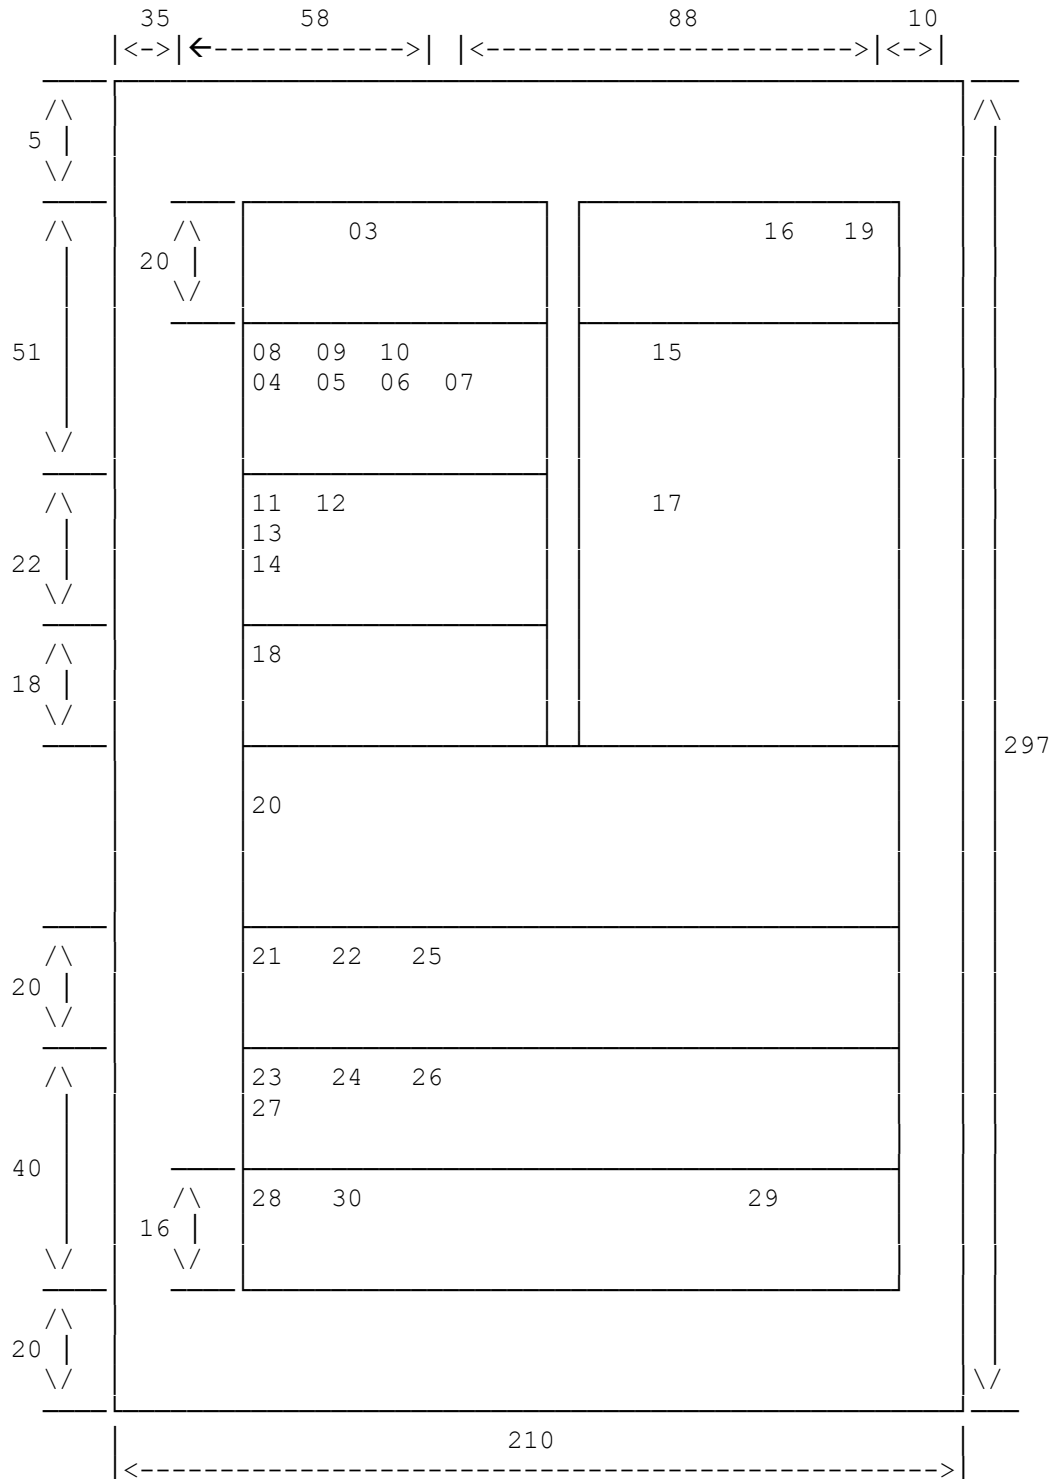 35 58 88 10
|<->|←------------>| |<------------------------>|<->|
/\ /\
5 |
\/
/\ /\ 03 16 19
20 |
\/
51 08 09 10 15
04 05 06 07
\/
/\ 11 12 17
| 13
22 | 14
\/
/\ 18
18 |
\/
297
20
/\ 21 22 25
20 |
\/
/\ 23 24 26
27
40
/\ 28 30 29
16 |
\/ \/
/\
20 |
\/ \/
210
|<--------------------------------------------------->|